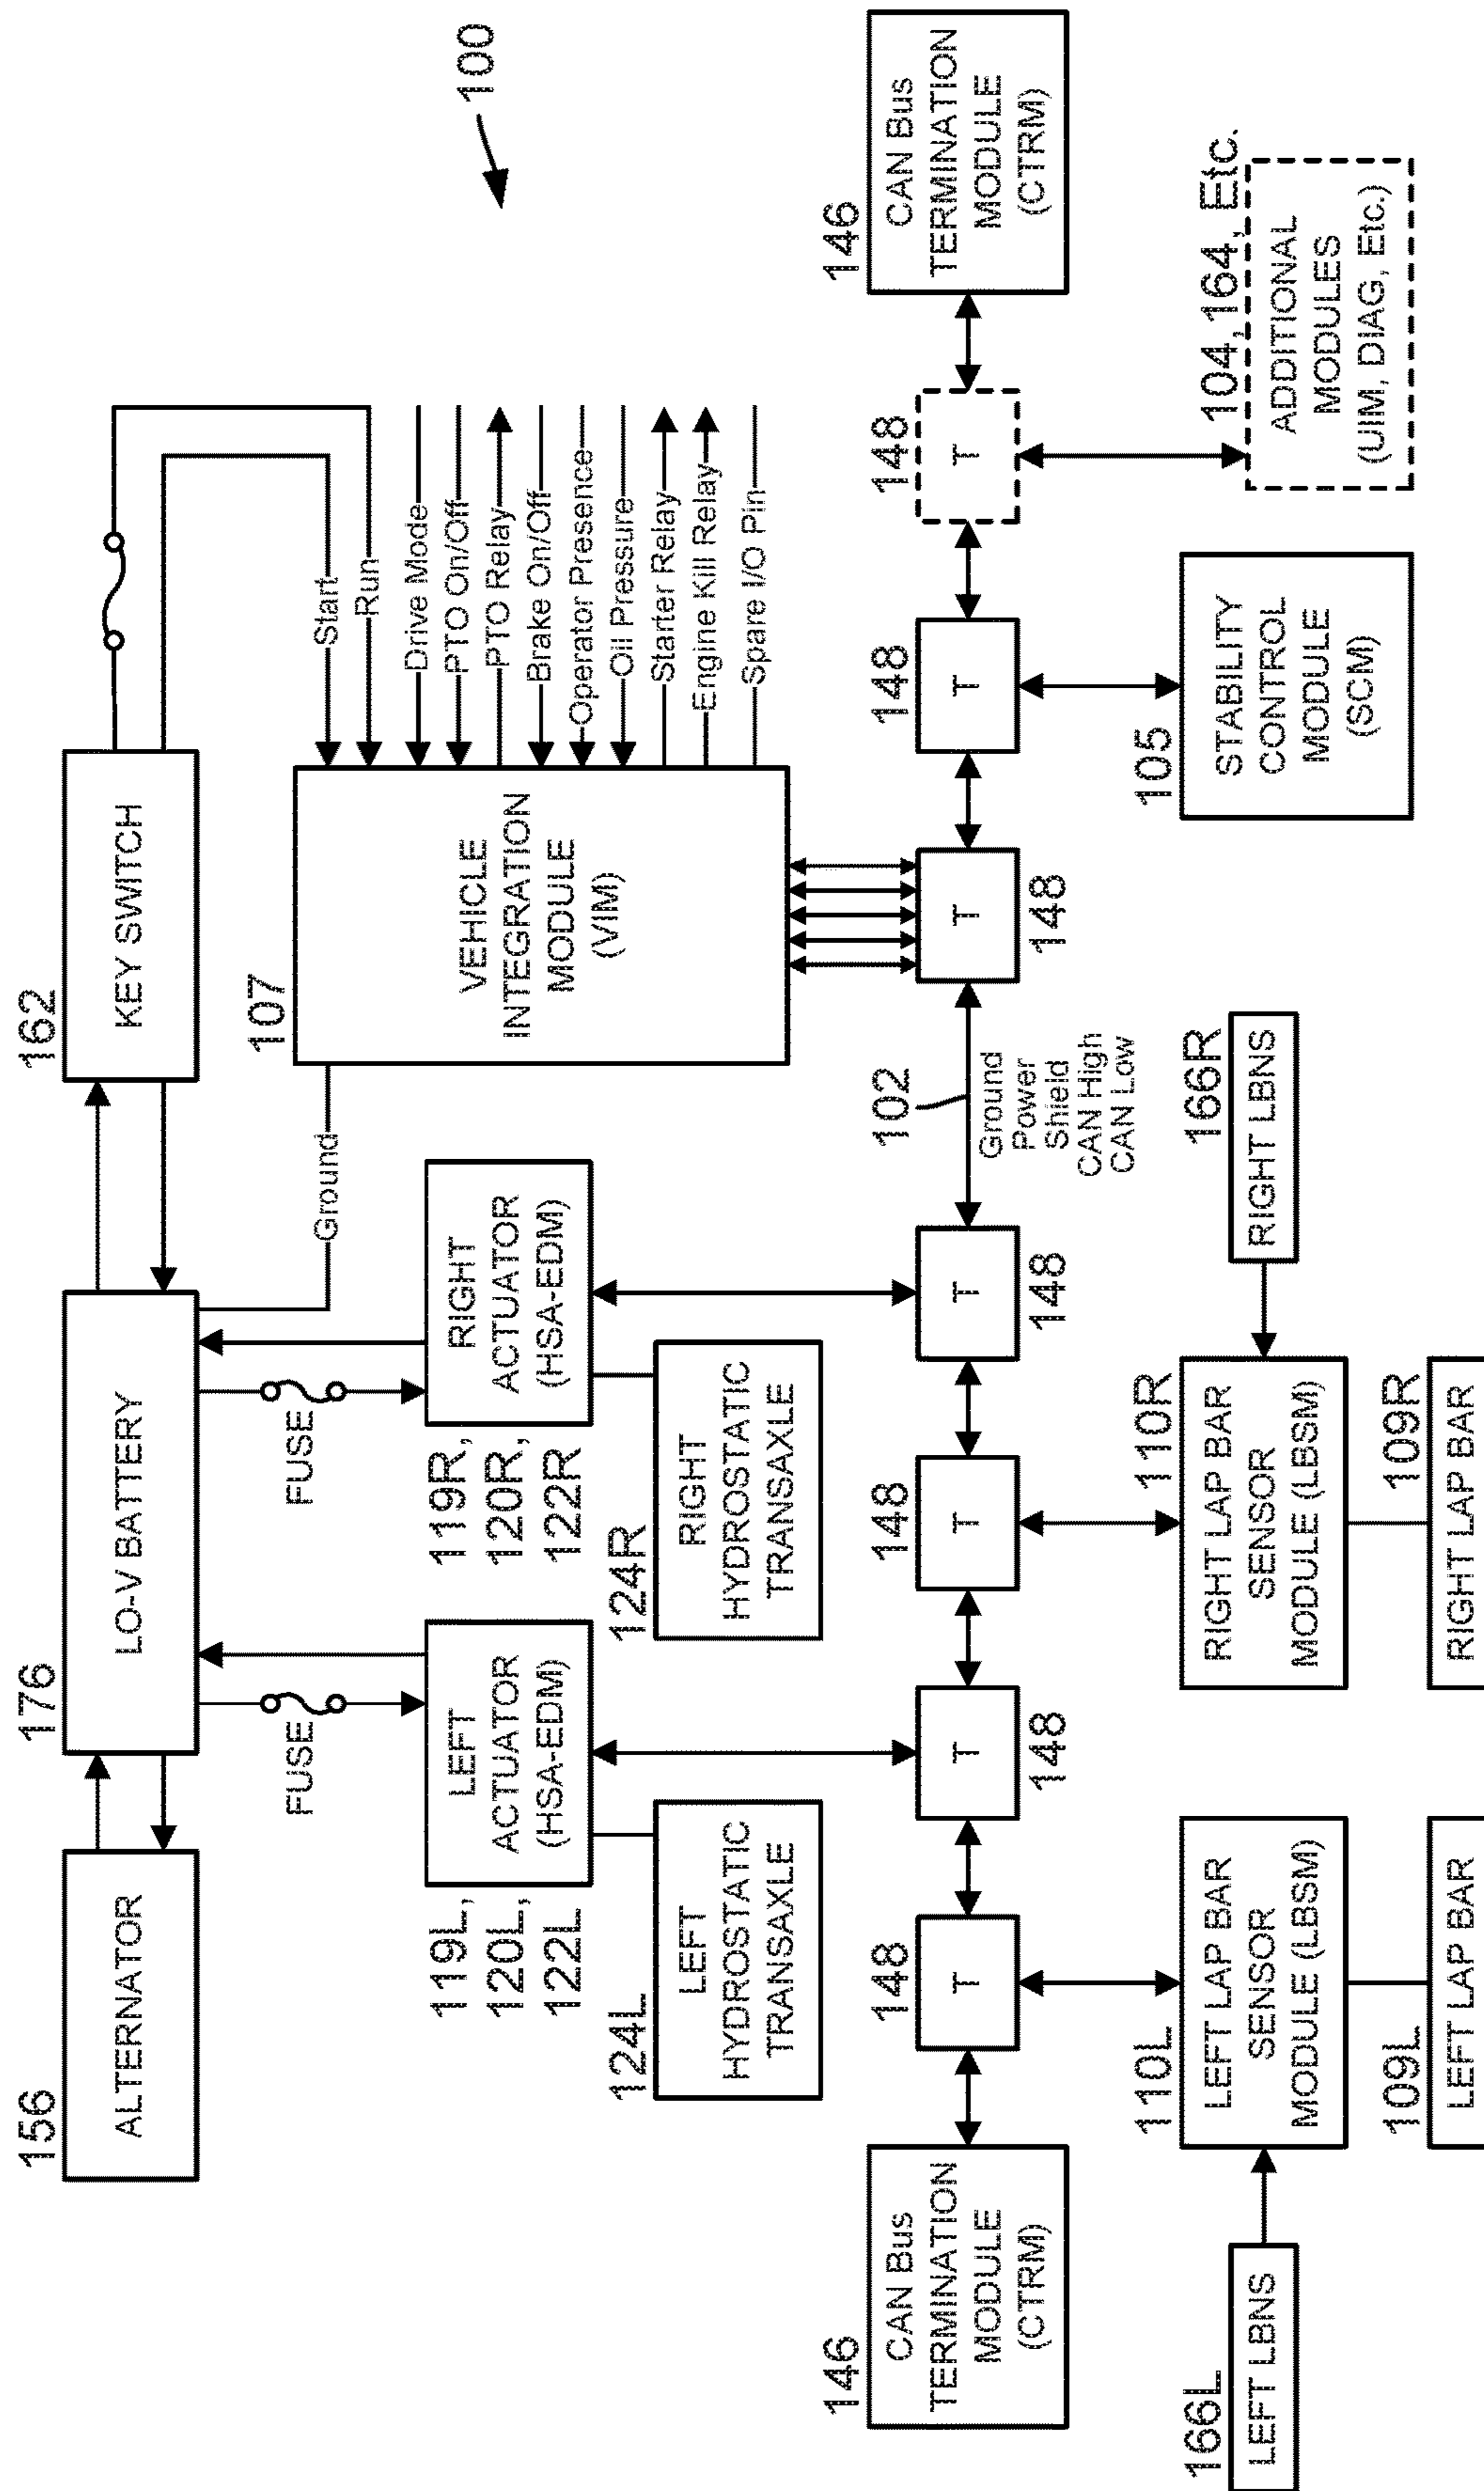 100
156
ALTERNATOR
176
LO-V BATTERY
162
KEY SWITCH
FUSE
FUSE
Ground
Start
Run
Drive Mode
PTO On/Off
PTO Relay
Brake On/Off
Operator Presence
Oil Pressure
Starter Relay
Engine Kill Relay
Spare I/O Pin
107
VEHICLE
INTEGRATION
MODULE
(VIM)
119L,
120L,
122L
LEFT
ACTUATOR
(HSA-EDM)
119R,
120R,
122R
RIGHT
ACTUATOR
(HSA-EDM)
124L
LEFT
HYDROSTATIC
TRANSAXLE
124R
RIGHT
HYDROSTATIC
TRANSAXLE
146
CAN Bus
TERMINATION
MODULE
(CTRM)
148
T
T
148
148
T
T
148
102
Ground
Power
Shield
CAN High
CAN Low
T
148
148
T
148
T
146
CAN Bus
TERMINATION
MODULE
(CTRM)
166L
LEFT LBNS
110L
LEFT LAP BAR
SENSOR
MODULE (LBSM)
109L
LEFT LAP BAR
110R
RIGHT LAP BAR
SENSOR
MODULE (LBSM)
109R
RIGHT LAP BAR
166R
RIGHT LBNS
105
STABILITY
CONTROL
MODULE
(SCM)
104, 164, Etc.
ADDITIONAL
MODULES
(UIM, DIAG, Etc.)